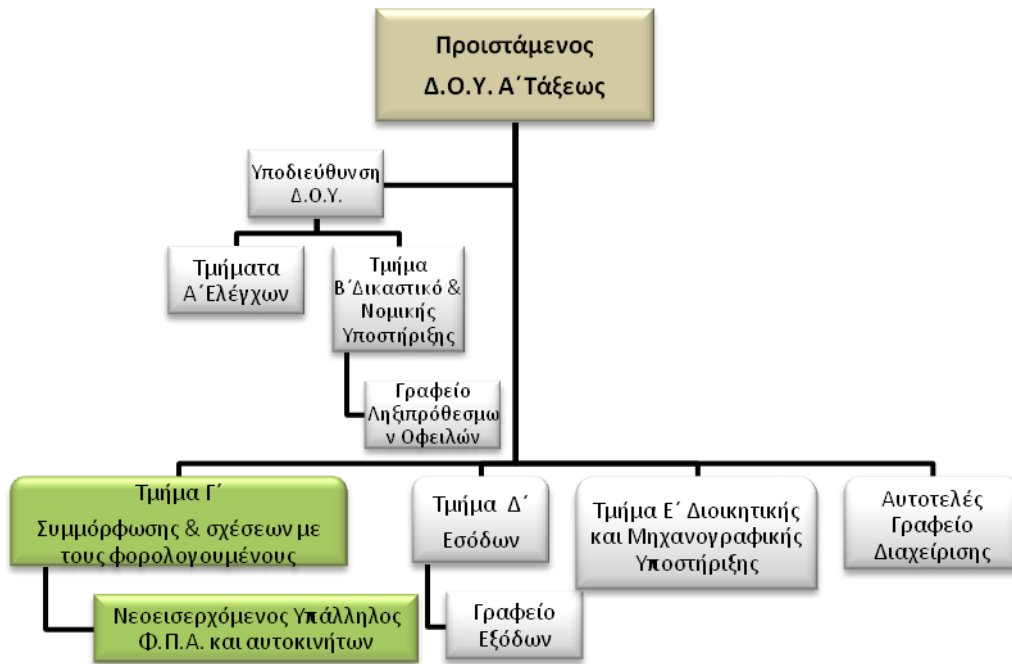 Προιστάμενος
Δ.Ο.Υ. Α΄Τάξεως
Υποδιεύθυνση
Δ.Ο.Υ.
Τμήματα
Α΄Ελέγχων
Τμήμα
Β΄Δικαστικό &
Νομικής
Υποστήριξης
Γραφείο
Ληξιπρόθεσμω
ν Οφειλών
Τμήμα Γ΄
Συμμόρφωσης & σχέσεων με
τους φορολογουμένους
Νεοεισερχόμενος Υπάλληλος
Φ.Π.Α. και αυτοκινήτων
Τμήμα Δ΄
Εσόδων
Γραφείο
Εξόδων
Τμήμα Ε΄ Διοικητικής
και Μηχανογραφικής
Υποστήριξης
Αυτοτελές
Γραφείο
Διαχείρισης